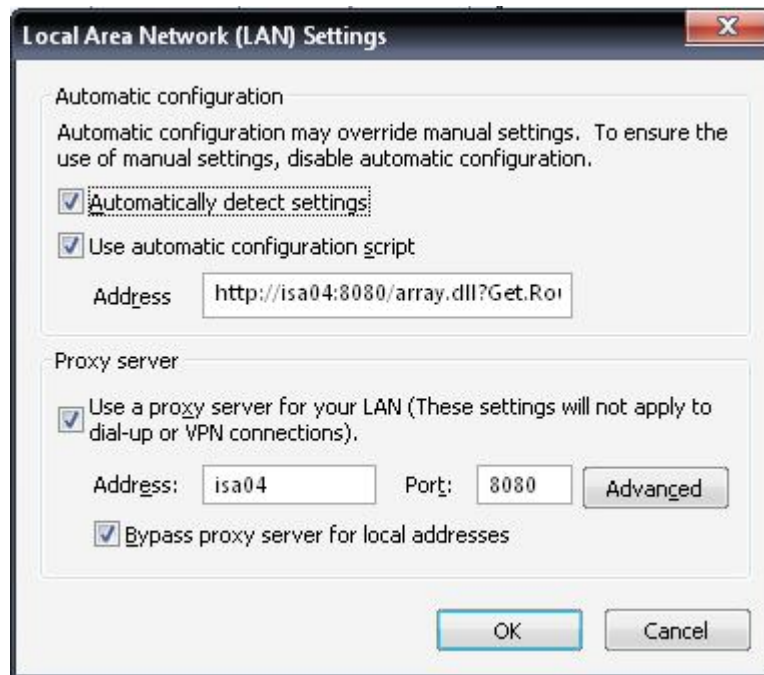 Local Area Network (LAN) Settings
Automatic configuration
Automatic configuration may override manual settings. To ensure the
use of manual settings, disable automatic configuration.
Automatically detect settings
Use automatic configuration script
Address http://isa04:8080/array.dll?Get.Rou
Proxy server
Use a proxy server for your LAN (These settings will not apply to
dial-up or VPN connections).
Address: isa04 Port: 8080 Advanced
Bypass proxy server for local addresses
OK Cancel